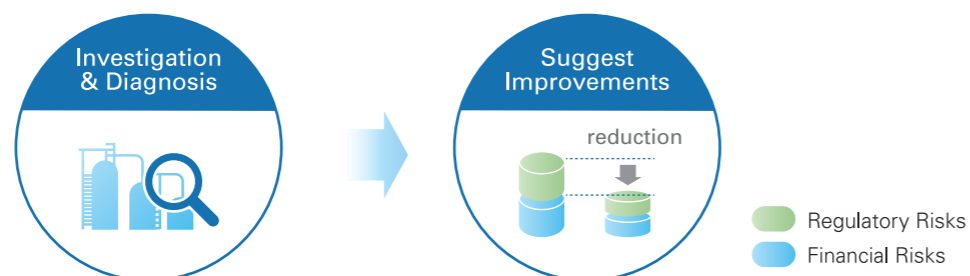 Investigation
& Diagnosis
Suggest
Improvements
reduction
Regulatory Risks
Financial Risks